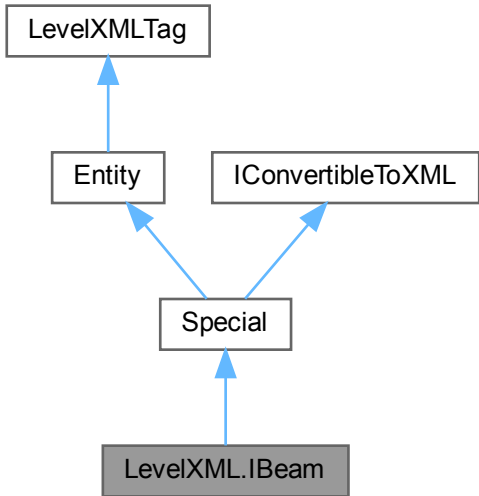 LevelXMLTag
Entity
IConvertibleToXML
Special
LevelXML.IBeam